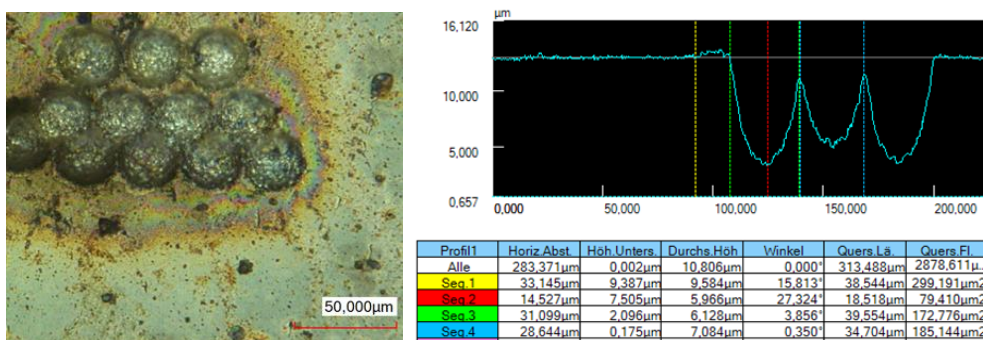 50,000µm
µm
16,120
10,000
5,000
0,657
0,000 50,000 100,000 150,000 200,000
Profil1 Horiz.Abst. Höh.Unters. Durchs.Höh Winkel Quers.Lä. Quers.Fl.
Alle 283,371µm 0,002µm 10,806µm 0,000° 313,488µm 2878,611µ..
Seg.1 33,145µm 9,387µm 9,584µm 15,813° 38,544µm 299,191µm2
Seg.2 14,527µm 7,505µm 5,966µm 27,324° 18,518µm 79,410µm2
Seg.3 31,099µm 2,096µm 6,128µm 3,856° 39,554µm 172,776µm2
Seg.4 28,644µm 0,175µm 7,084µm 0,350° 34,704µm 185,144µm2